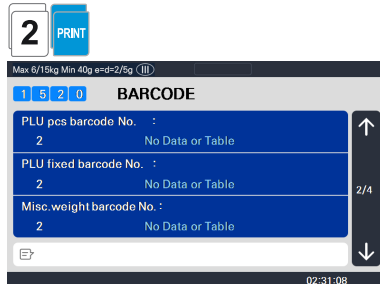 2 PRINT
Max 6/15kg Min 40g e=d=2/5g III
1 5 2 0 BARCODE
PLU pcs barcode No. :
2 No Data or Table
PLU fixed barcode No. :
2 No Data or Table
2/4
Misc.weight barcode No. :
2 No Data or Table
02:31:08